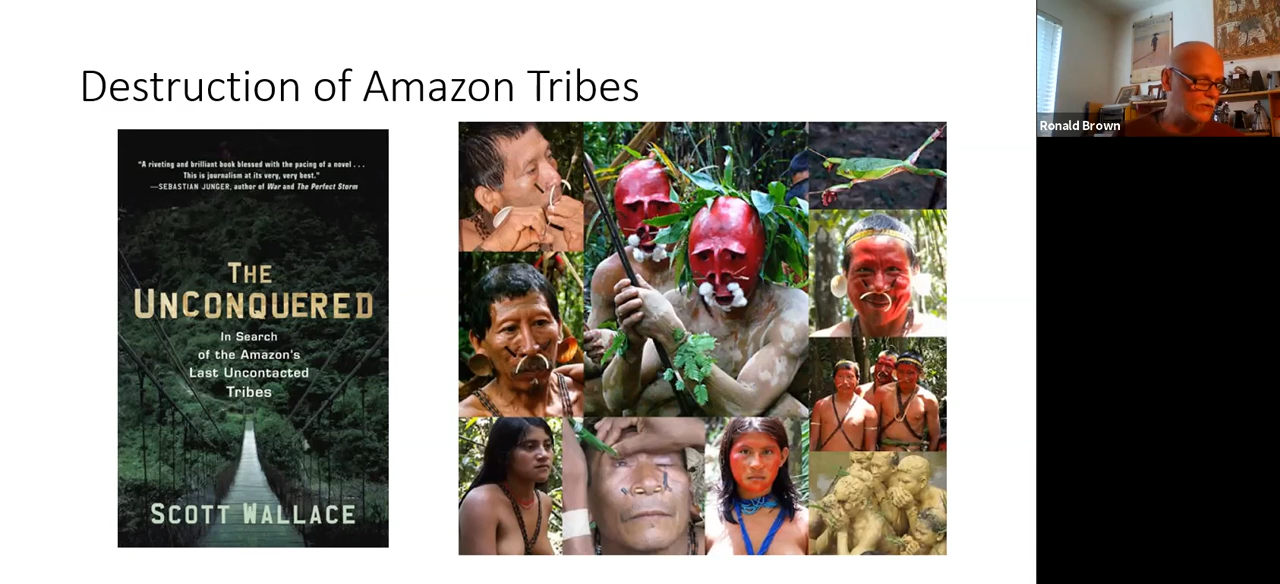 Destruction of Amazon Tribes
"A riveting and brilliant book blessed with the pacing of a novel . . .
This is journalism at its very, very best."
—SEBASTIAN JUNGER, author of War and The Perfect Storm
THE
UNCONQUERED
In Search
of the Amazon's
Last Uncontacted
Tribes
SCOTT WALLACE
Ronald Brown